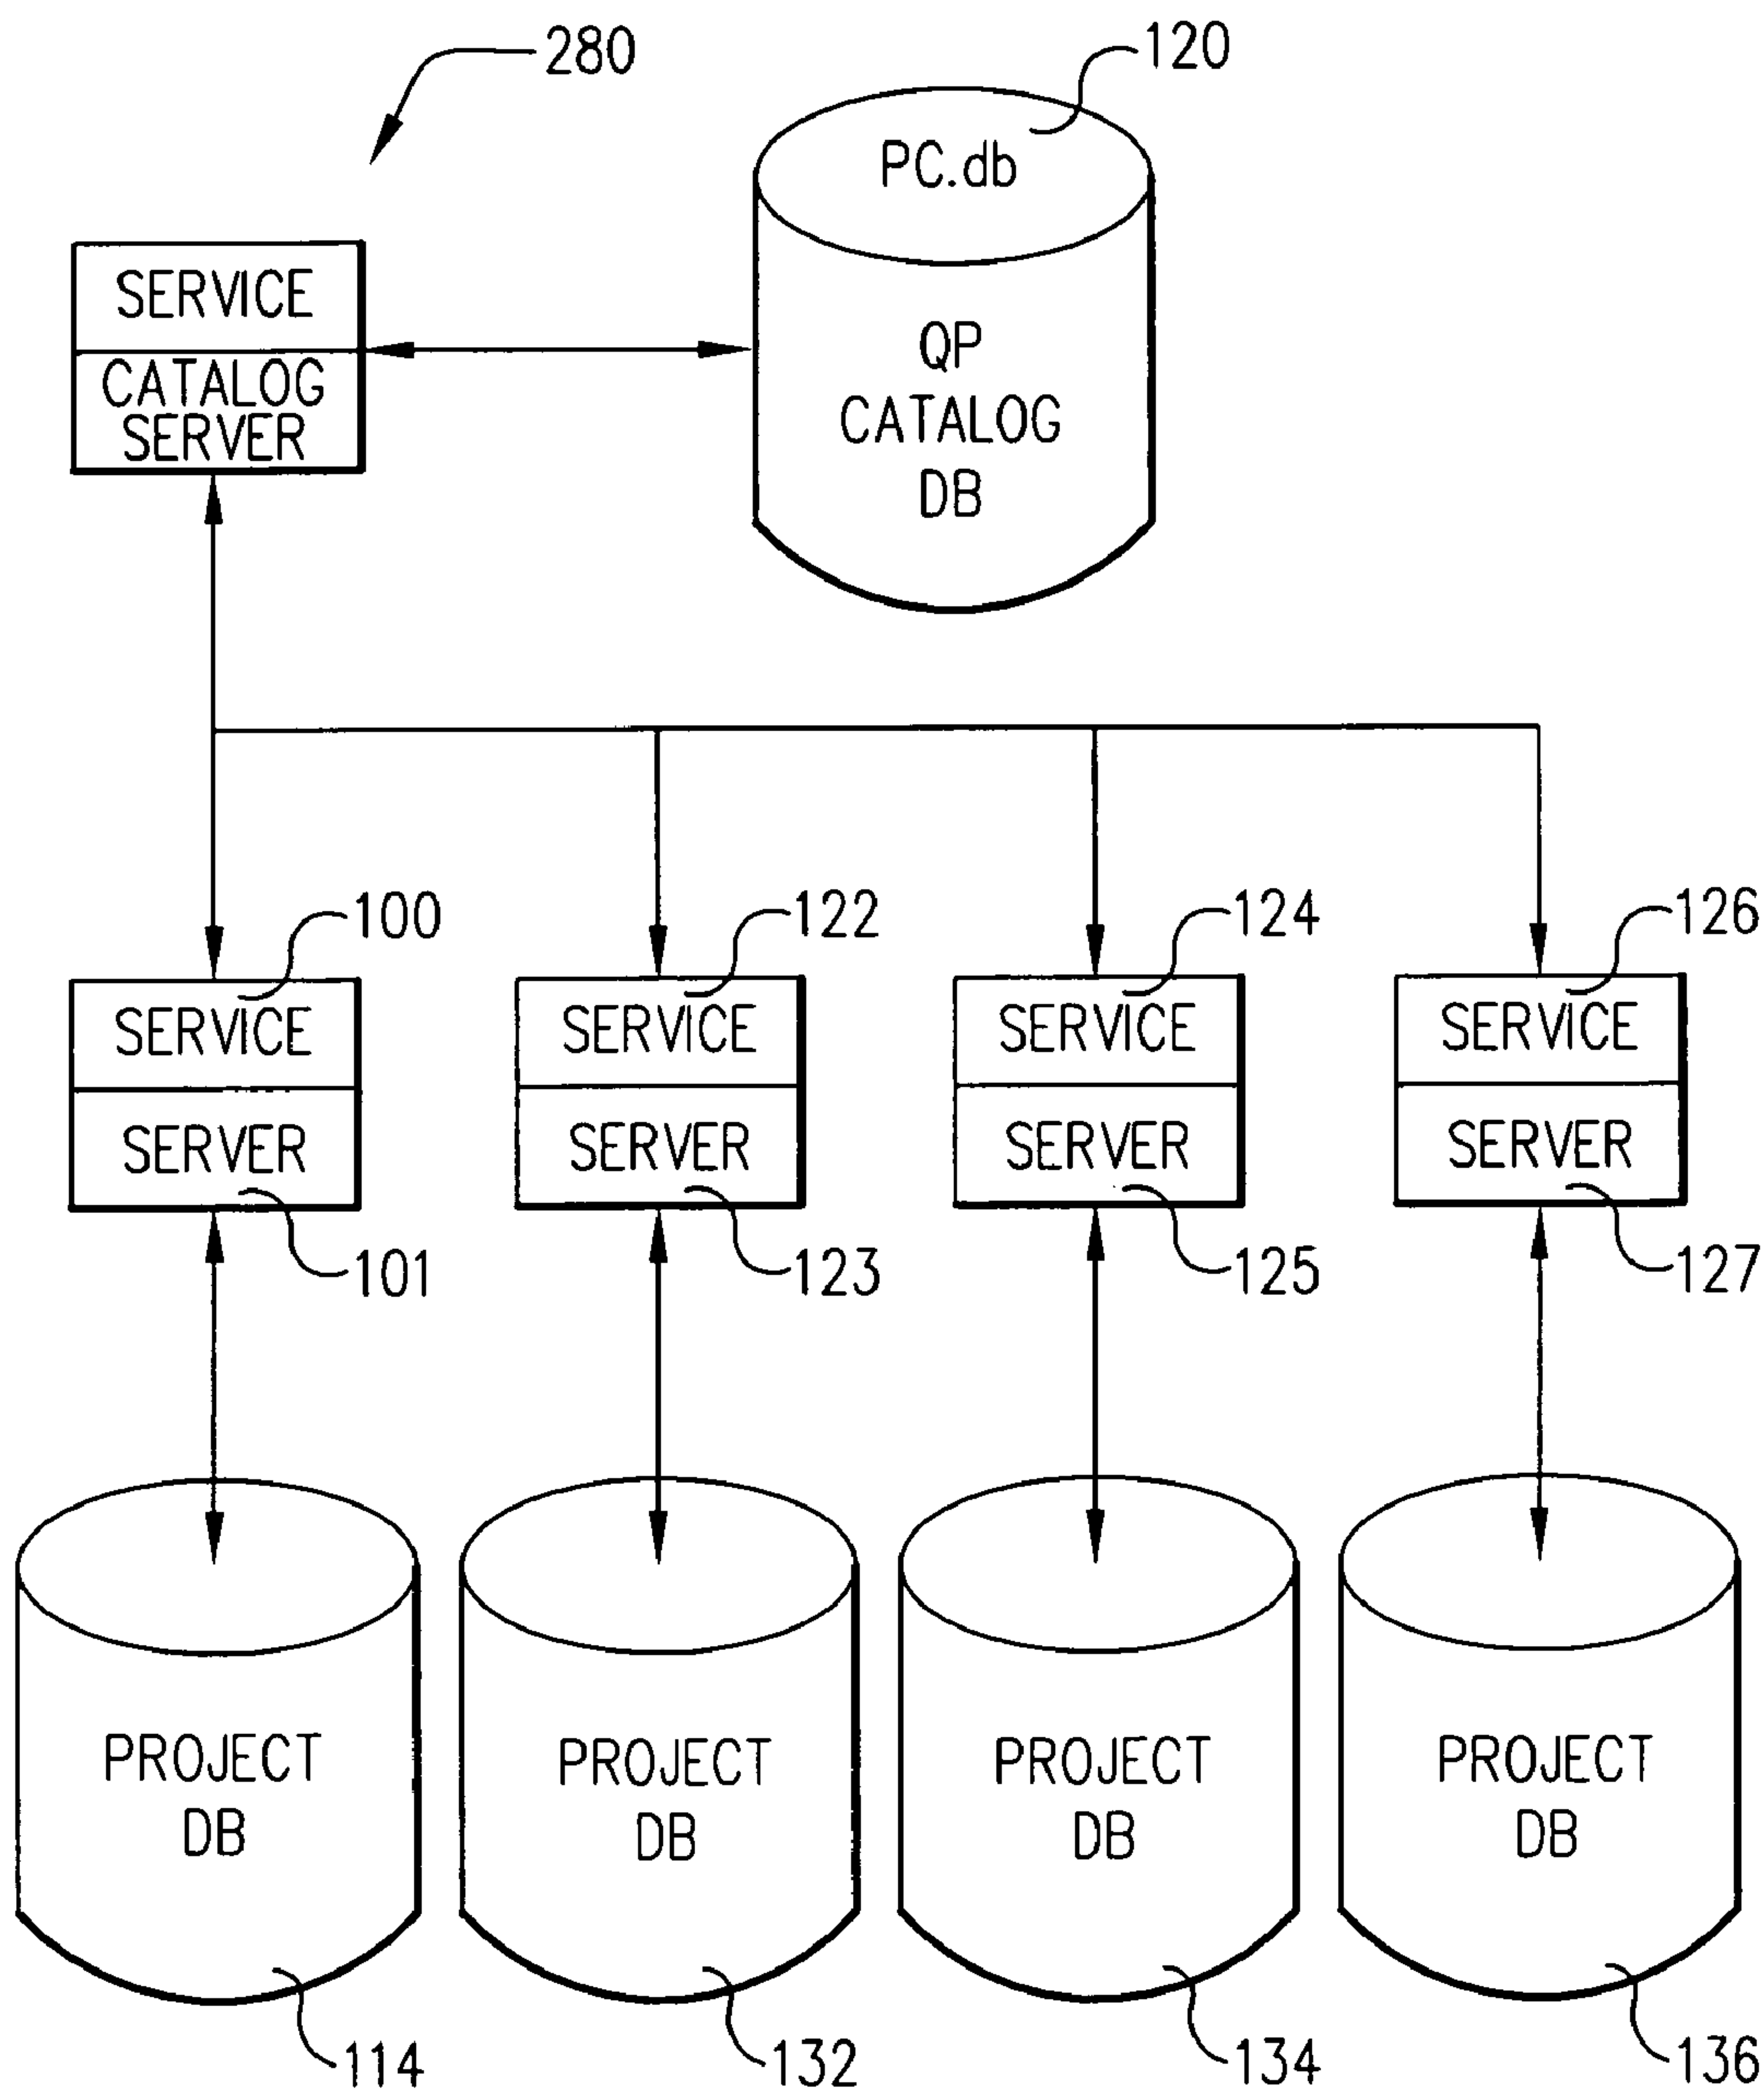 280
120
PC.db
SERVICE
CATALOG
SERVER
QP
CATALOG
DB
100
122
124
126
SERVICE
SERVICE
SERVICE
SERVICE
SERVER
SERVER
SERVER
SERVER
101
123
125
127
PROJECT
DB
PROJECT
DB
PROJECT
DB
PROJECT
DB
114
132
134
136